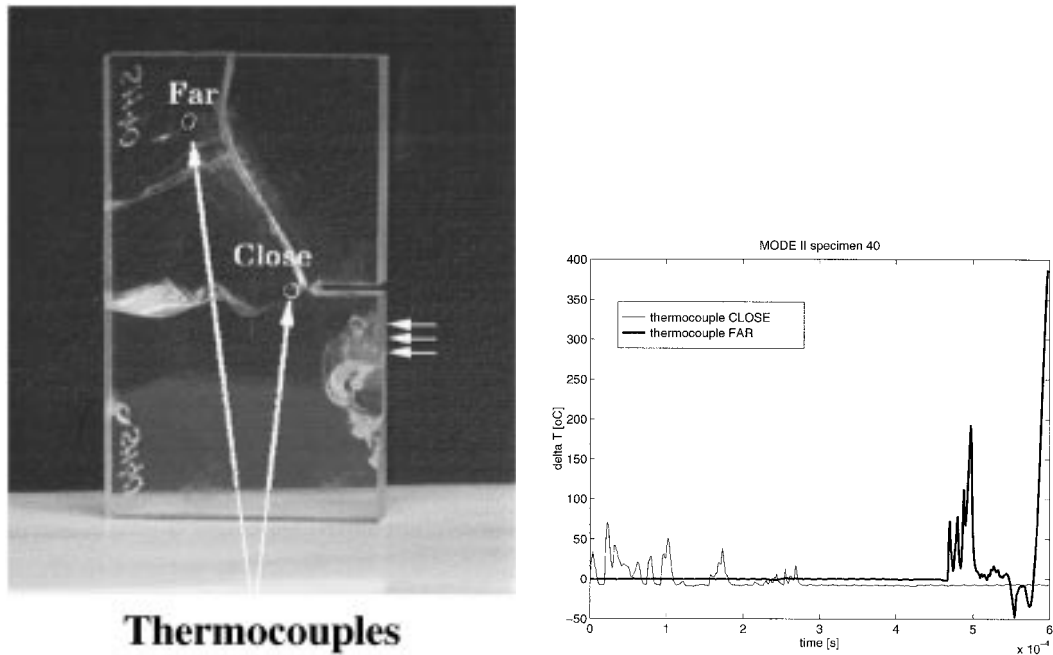 Far
Close
Thermocouples
MODE II specimen 40
thermocouple CLOSE
thermocouple FAR
delta T [oC]
400
350
300
250
200
150
100
50
0
−50
0
1
2
3
4
5
6
time [s]
x 10⁻⁴